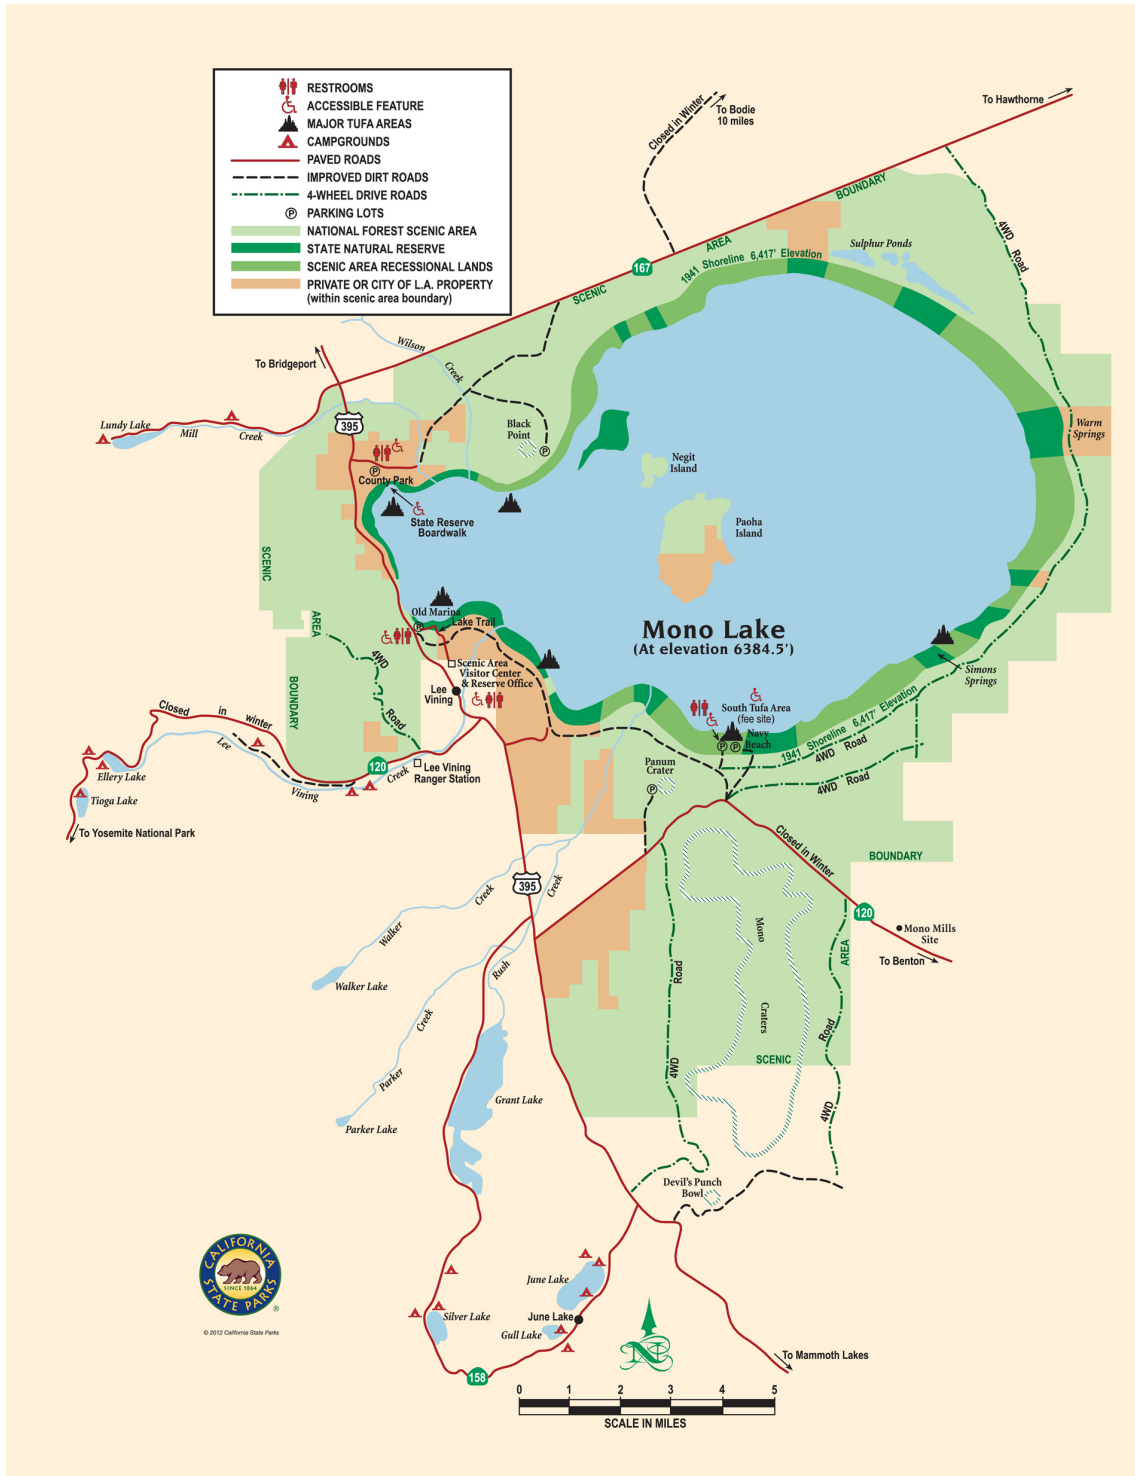 RESTROOMS
ACCESSIBLE FEATURE
MAJOR TUFA AREAS
CAMPGROUNDS
PAVED ROADS
IMPROVED DIRT ROADS
4-WHEEL DRIVE ROADS
P PARKING LOTS
NATIONAL FOREST SCENIC AREA
STATE NATURAL RESERVE
SCENIC AREA RECESSIONAL LANDS
PRIVATE OR CITY OF L.A. PROPERTY
(within scenic area boundary)
Closed in Winter
To Bodie
10 miles
To Hawthorne
BOUNDARY
AREA
SCENIC
167
1941 Shoreline 6,417' Elevation
Sulphur Ponds
4WD Road
Wilson
Creek
To Bridgeport
395
Lundy Lake
Mill
Creek
Black
Point
P
Negit
Island
Warm
Springs
P
County Park
State Reserve
Boardwalk
Paoha
Island
SCENIC
AREA
BOUNDARY
Old Marina
P
Lake Trail
Mono Lake
(At elevation 6384.5')
4WD
Road
Scenic Area
Visitor Center
& Reserve Office
Lee
Vining
Simons
Springs
South Tufa Area
(fee site)
Navy
Beach
P
P
1941 Shoreline 6,417' Elevation
4WD Road
4WD Road
Closed in winter
Lee
Vining
Creek
120
Lee Vining
Ranger Station
Ellery Lake
Tioga Lake
To Yosemite National Park
Panum
Crater
P
Closed in Winter
BOUNDARY
120
Mono Mills
Site
To Benton
AREA
395
Creek
Walker
Creek
Rush
Walker Lake
Mono
Craters
Road
4WD
Road
4WD
SCENIC
Creek
Parker
Parker Lake
Grant Lake
Devil's Punch
Bowl
June Lake
June Lake
Gull Lake
Silver Lake
158
To Mammoth Lakes
CALIFORNIA
SINCE 1864
STATE PARKS
®
© 2012 California State Parks
N
0 1 2 3 4 5
SCALE IN MILES